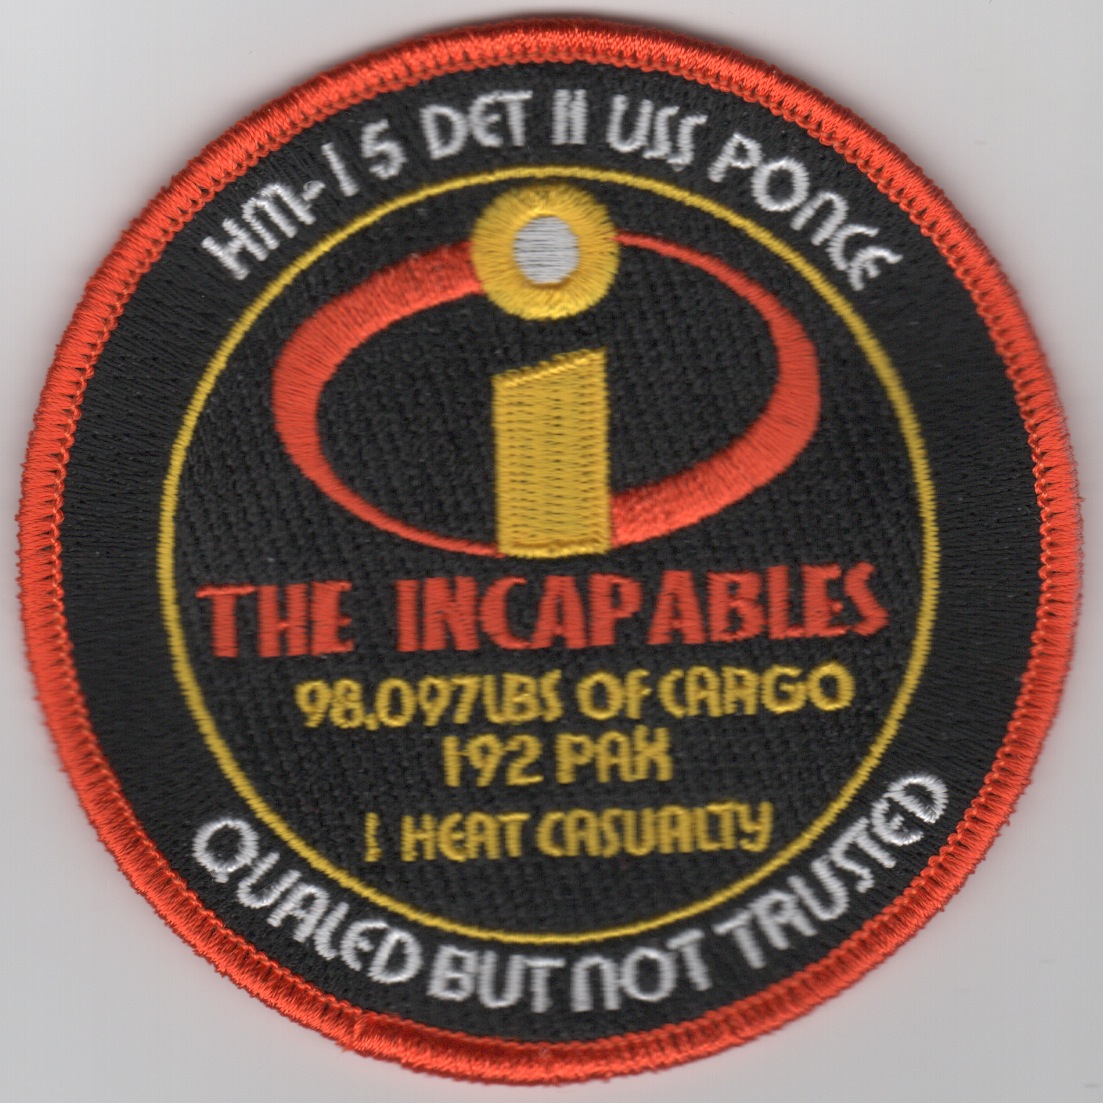 HM-15 DET II USS PONCE
i
THE INCAPABLES
98,097LBS OF CARGO
192 PAX
1 HEAT CASUALTY
QUALED BUT NOT TRUSTED